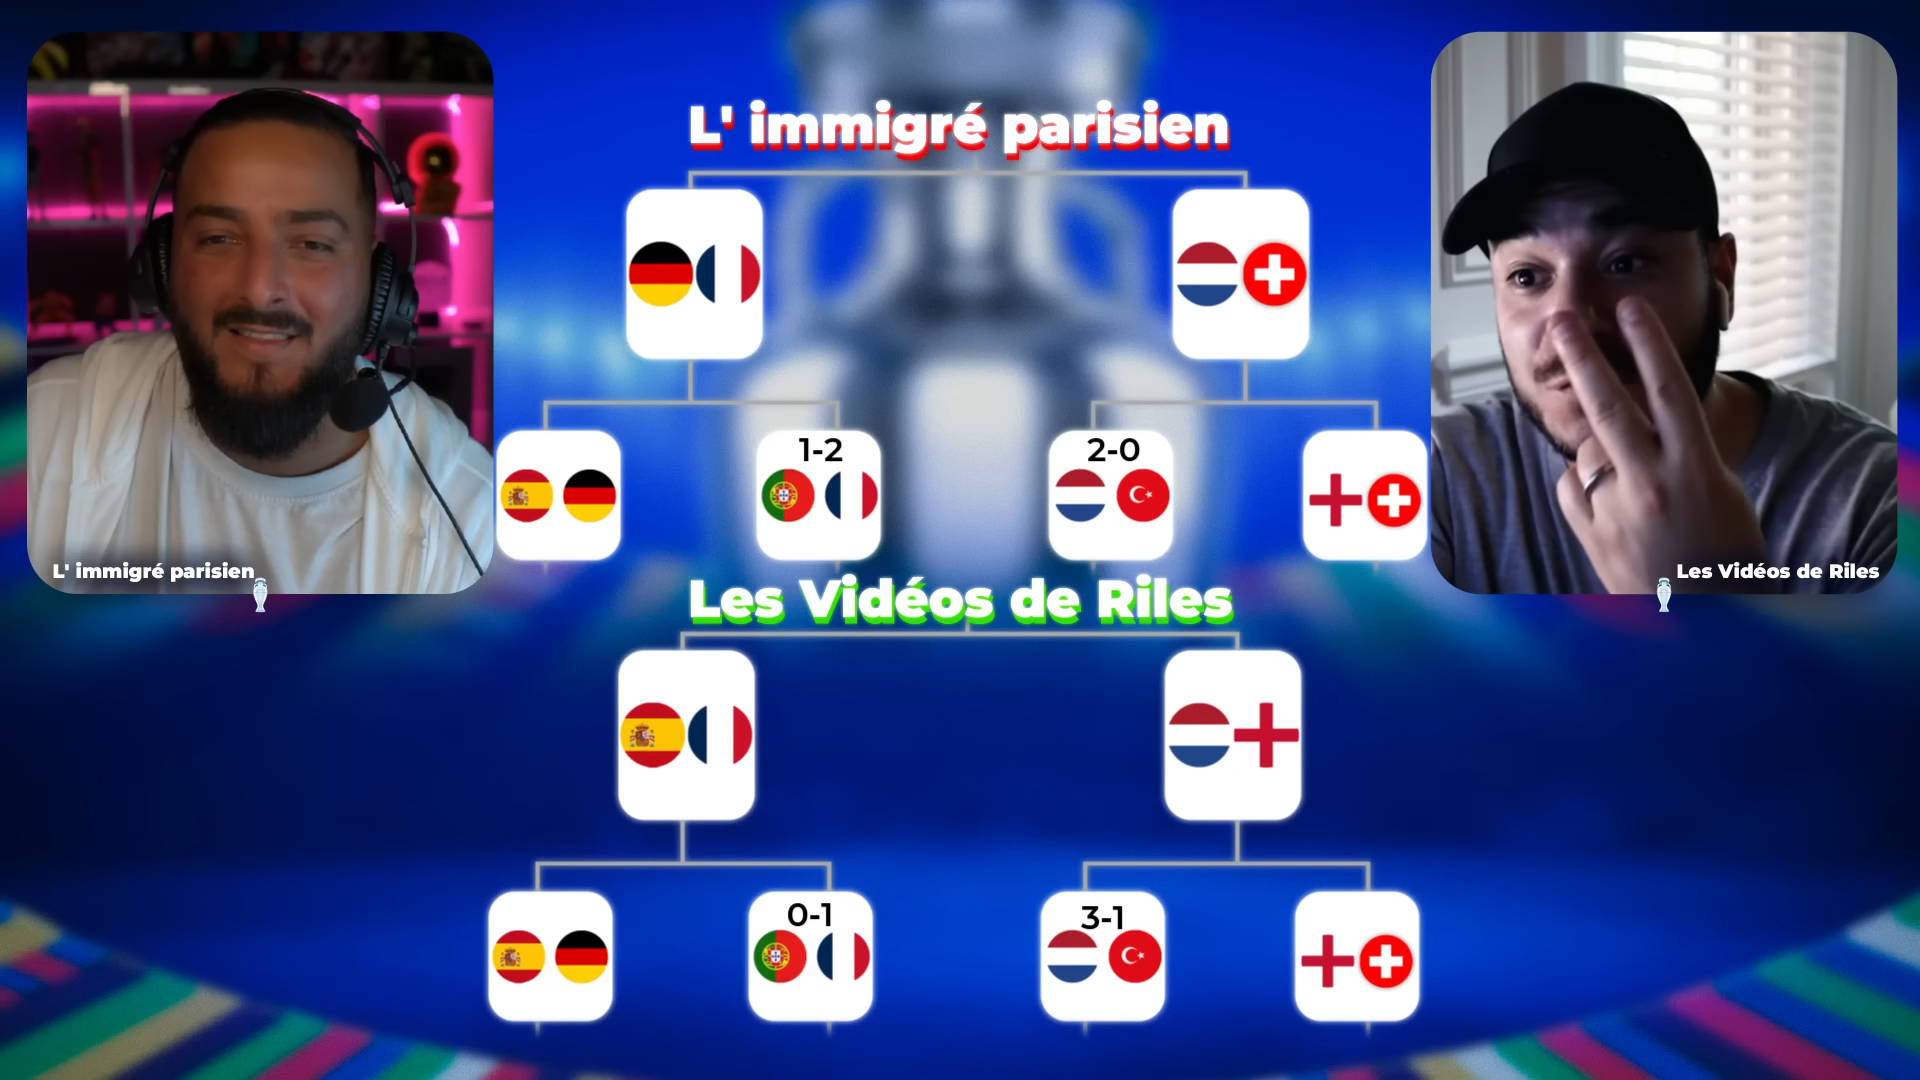 L' immigré parisien
1-2
2-0
L' immigré parisien
Les Vidéos de Riles
Les Vidéos de Riles
0-1
3-1